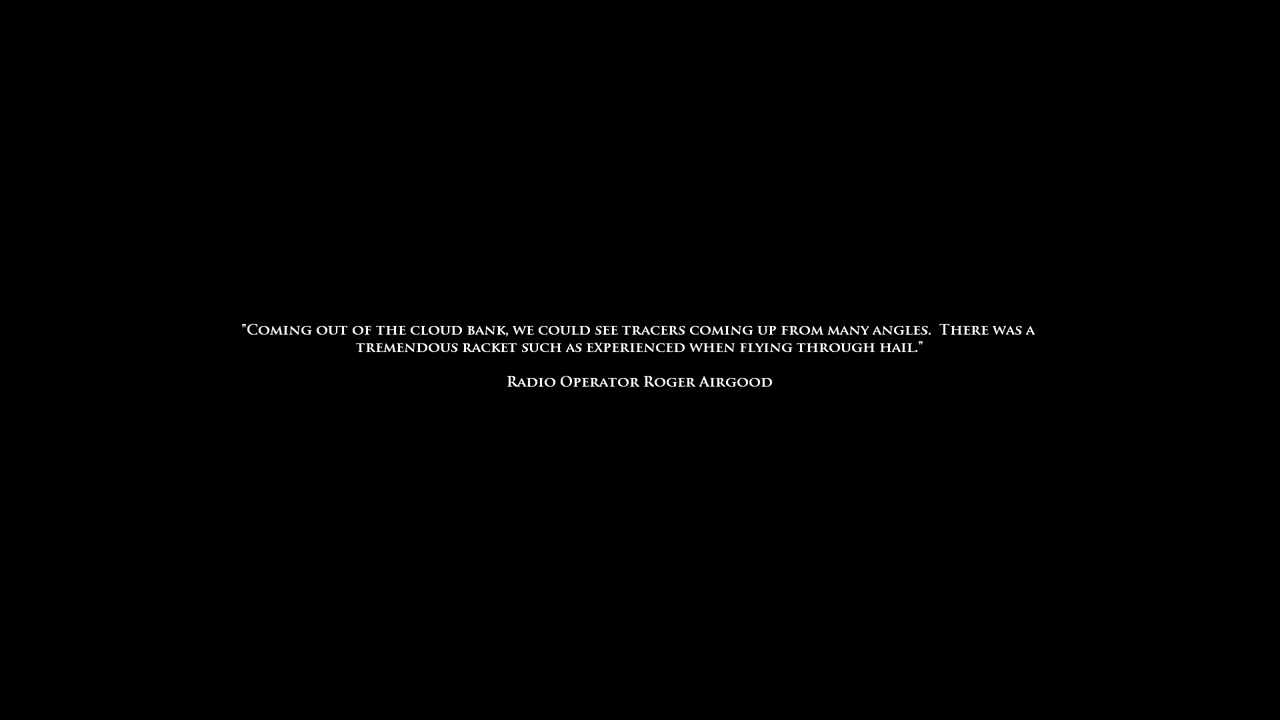 "Coming out of the cloud bank, we could see tracers coming up from many angles.  There was a
tremendous racket such as experienced when flying through hail."
Radio Operator Roger Airgood